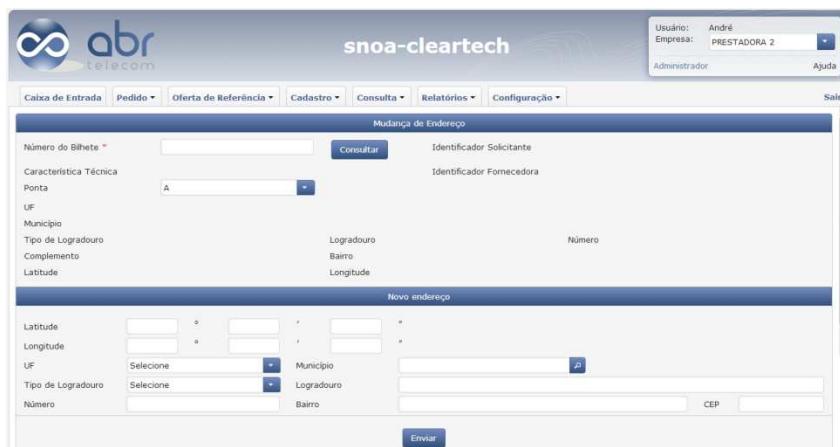 abr
telecom
snoa-cleartech
Usuário: André
Empresa: PRESTADORA 2
Administrador Ajuda
Caixa de Entrada Pedido Oferta de Referência Cadastro Consulta Relatórios Configuração Sair
Mudança de Endereço
Número do Bilhete * Consultar Identificador Solicitante
Característica Técnica Identificador Fornecedora
Ponta A
UF
Município
Tipo de Logradouro Logradouro Número
Complemento Bairro
Latitude Longitude
Novo endereço
Latitude ° ' "
Longitude ° ' "
UF Selecione Município
Tipo de Logradouro Selecione Logradouro
Número Bairro CEP
Enviar